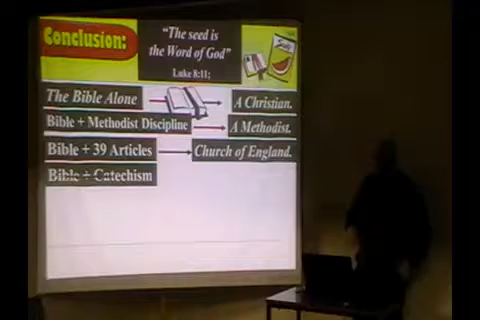 Conclusion:
"The seed is
the Word of God"
Luke 8:11;
The Bible Alone
A Christian.
Bible + Methodist Discipline
A Methodist.
Bible + 39 Articles
Church of England.
Bible + Catechism